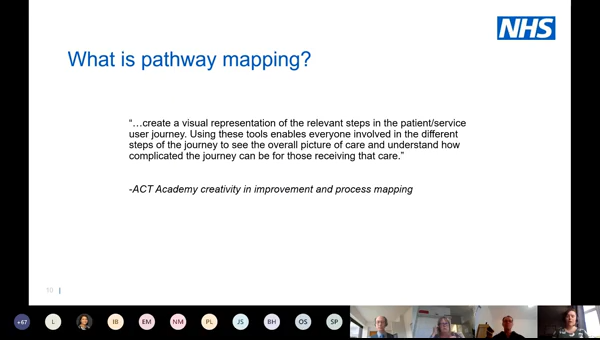 NHS
What is pathway mapping?
“…create a visual representation of the relevant steps in the patient/service
user journey. Using these tools enables everyone involved in the different
steps of the journey to see the overall picture of care and understand how
complicated the journey can be for those receiving that care.”
-ACT Academy creativity in improvement and process mapping
10 |
+67 L IB EM NM PL JS BH OS SP